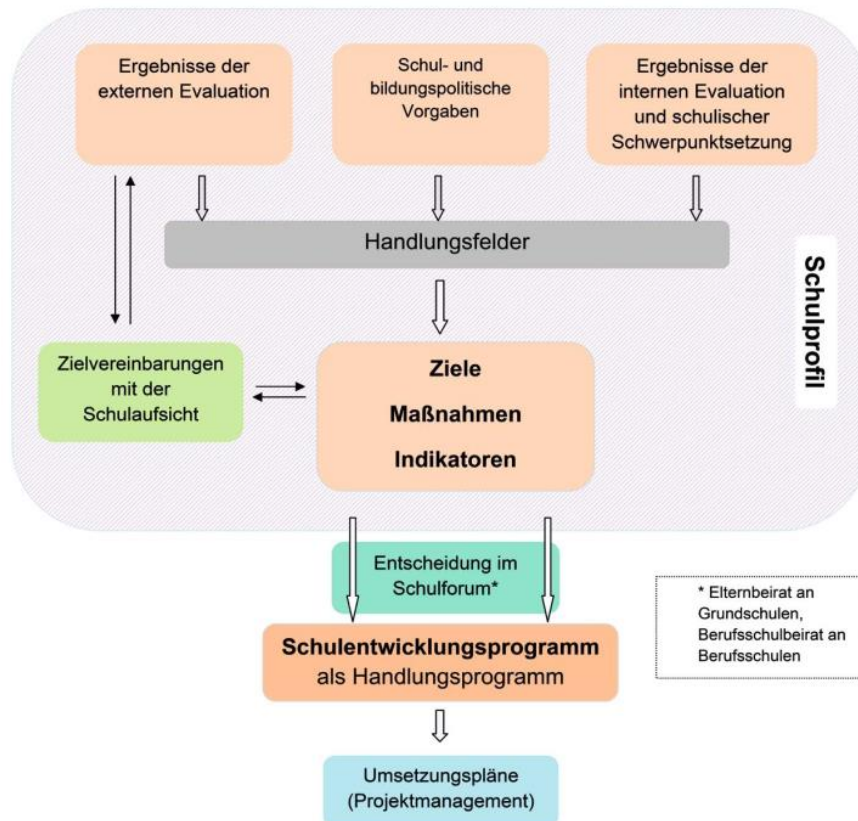 Ergebnisse der
externen Evaluation
Schul- und
bildungspolitische
Vorgaben
Ergebnisse der
internen Evaluation
und schulischer
Schwerpunktsetzung
Handlungsfelder
Schulprofil
Zielvereinbarungen
mit der
Schulaufsicht
Ziele
Maßnahmen
Indikatoren
Entscheidung im
Schulforum*
* Elternbeirat an
Grundschulen,
Berufsschulbeirat an
Berufsschulen
Schulentwicklungsprogramm
als Handlungsprogramm
Umsetzungspläne
(Projektmanagement)